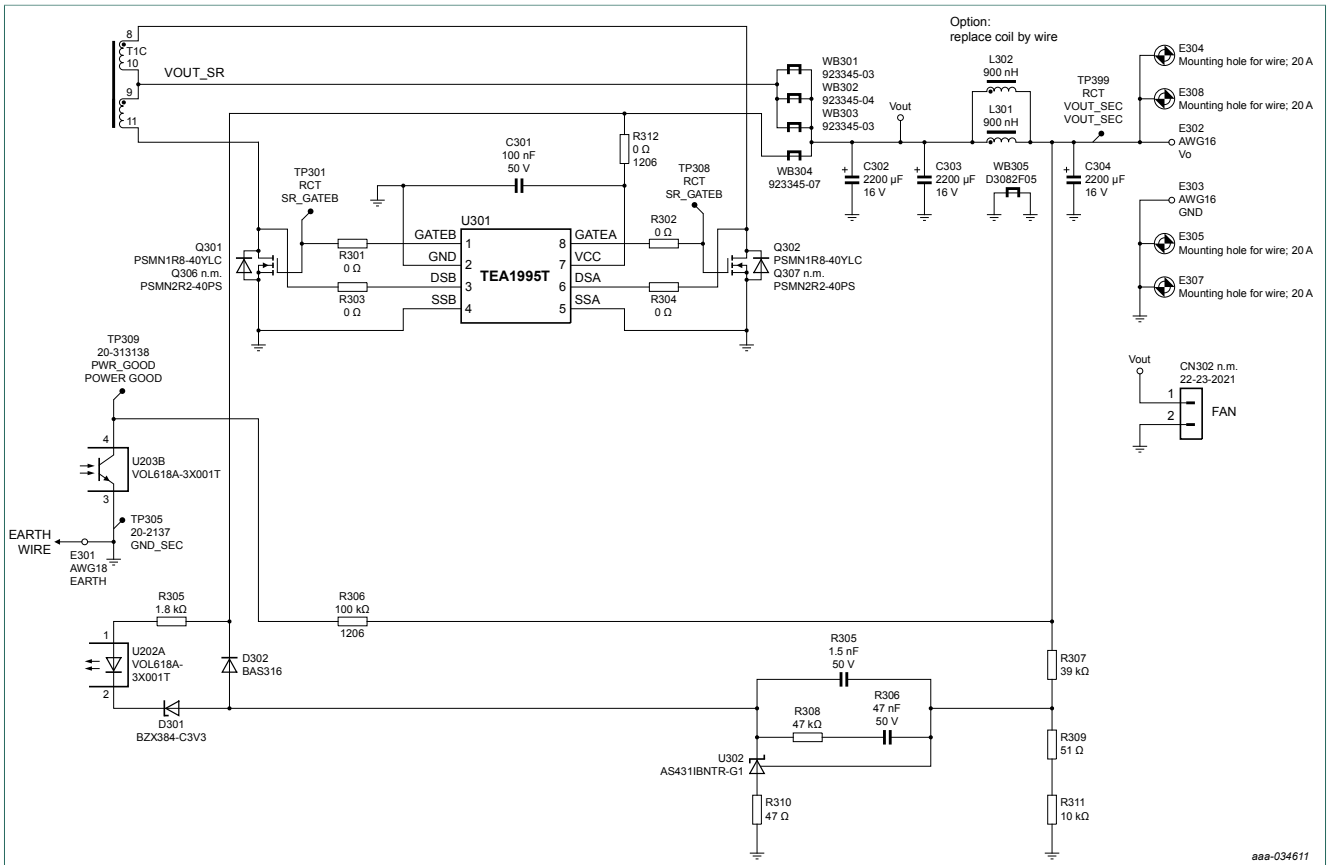 8
T1C
10
9
11
VOUT_SR
C301
100 nF
50 V
R312
0 Ω
1206
TP301
RCT
SR_GATEB
TP308
RCT
SR_GATEB
Q301
PSMN1R8-40YLC
Q306 n.m.
PSMN2R2-40PS
R301
0 Ω
R303
0 Ω
U301
GATEB
GND
DSB
SSB
1
2
3
4
TEA1995T
8
7
6
5
GATEA
VCC
DSA
SSA
R302
0 Ω
R304
0 Ω
Q302
PSMN1R8-40YLC
Q307 n.m.
PSMN2R2-40PS
WB301
923345-03
WB302
923345-04
WB303
923345-03
WB304
923345-07
Vout
+
C302
2200 µF
16 V
+
C303
2200 µF
16 V
Option:
replace coil by wire
L302
900 nH
L301
900 nH
WB305
D3082F05
TP399
RCT
VOUT_SEC
VOUT_SEC
+
C304
2200 µF
16 V
E304
Mounting hole for wire; 20 A
E308
Mounting hole for wire; 20 A
E302
AWG16
Vo
E303
AWG16
GND
E305
Mounting hole for wire; 20 A
E307
Mounting hole for wire; 20 A
Vout
CN302 n.m.
22-23-2021
1
2
FAN
TP309
20-313138
PWR_GOOD
POWER GOOD
4
U203B
VOL618A-3X001T
3
TP305
20-2137
GND_SEC
EARTH
WIRE
E301
AWG18
EARTH
R305
1.8 kΩ
R306
100 kΩ
1206
1
U202A
VOL618A-
3X001T
2
D302
BAS316
D301
BZX384-C3V3
R305
1.5 nF
50 V
R306
47 nF
50 V
R308
47 kΩ
U302
AS431IBNTR-G1
R310
47 Ω
R307
39 kΩ
R309
51 Ω
R311
10 kΩ
aaa-034611